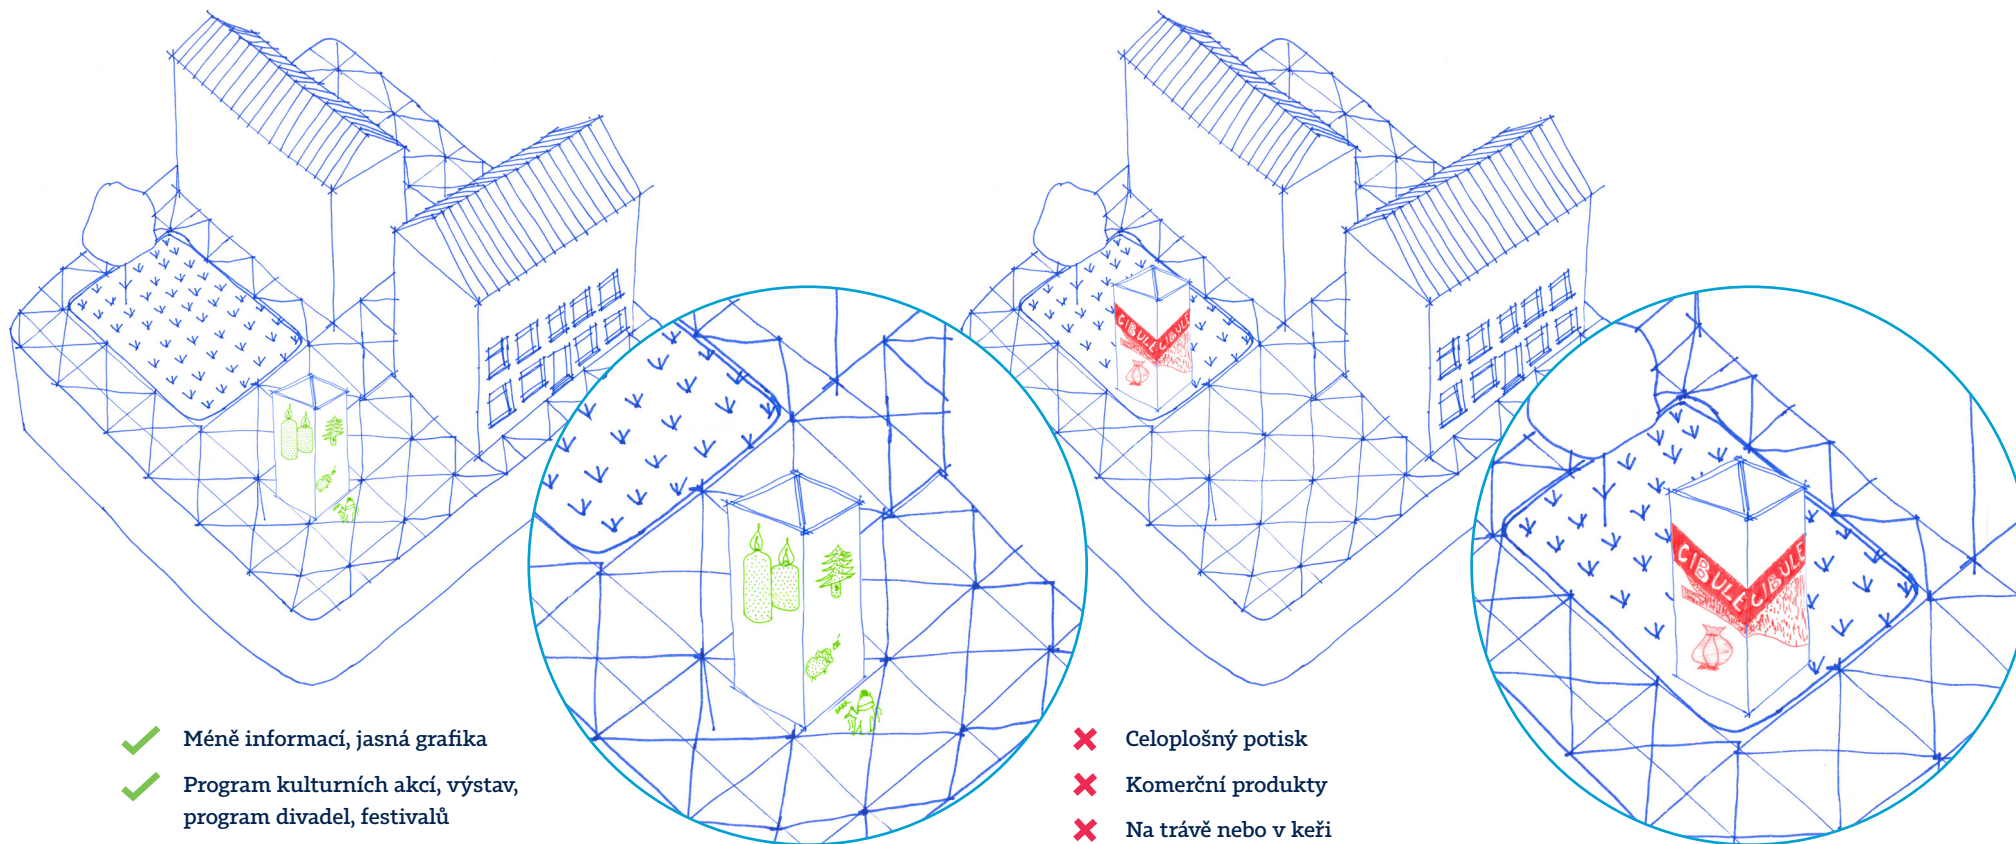 CIBULE CIBULE
CIBULE CIBULE
Méně informací, jasná grafika
Program kulturních akcí, výstav,
program divadel, festivalů
Celoplošný potisk
Komerční produkty
Na trávě nebo v keři